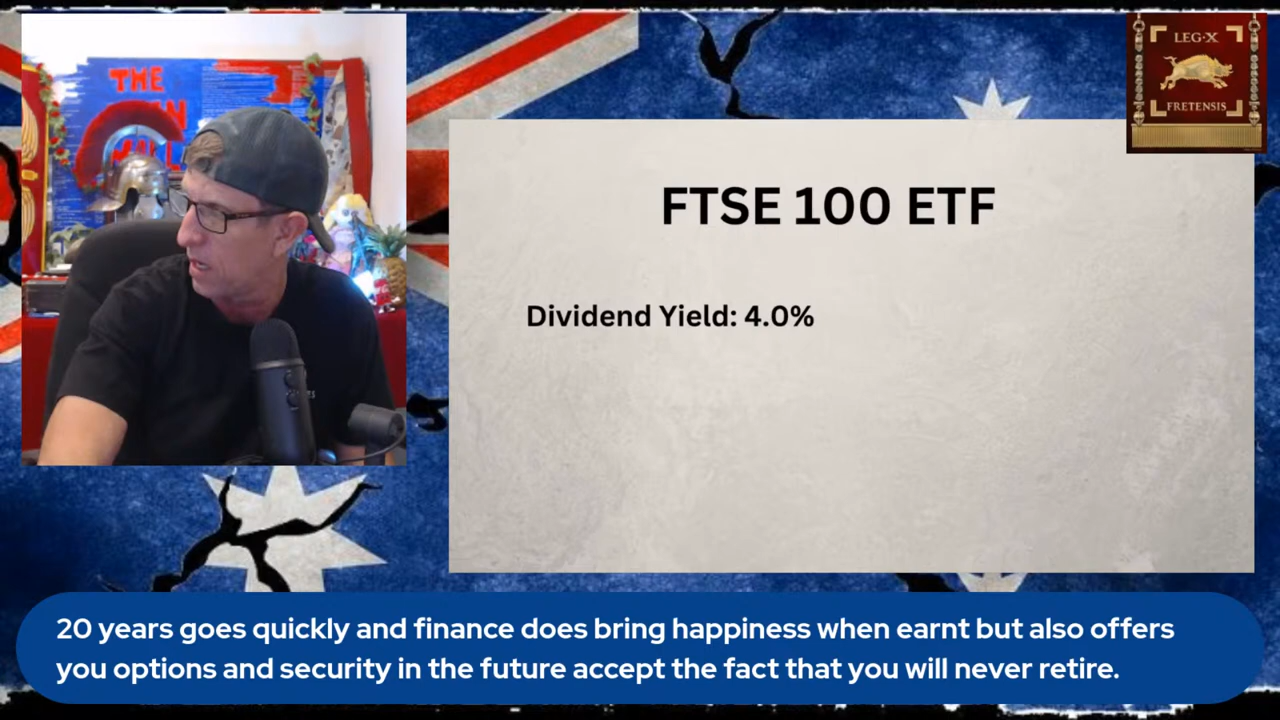 THE
LEG·X
FRETENSIS
FTSE 100 ETF
Dividend Yield: 4.0%
20 years goes quickly and finance does bring happiness when earnt but also offers
you options and security in the future accept the fact that you will never retire.